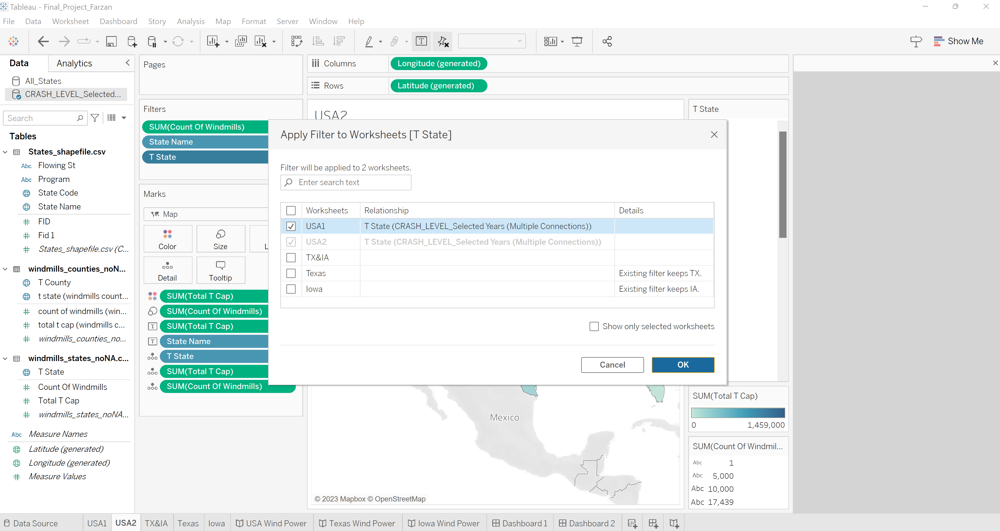 Tableau - Final_Project_Farzan
File Data Worksheet Dashboard Story Analysis Map Format Server Window Help
Show Me
Data
Analytics
All_States
CRASH_LEVEL_Selected...
Search
Tables
States_shapefile.csv
Abc Flowing St
Abc Program
State Code
State Name
FID
Fid 1
States_shapefile.csv (C...
windmills_counties_noN...
T County
t state (windmills count...
count of windmills (win...
total t cap (windmills c...
windmills_counties_no...
windmills_states_noNA.c...
T State
Count Of Windmills
Total T Cap
windmills_states_noNA...
Abc Measure Names
Latitude (generated)
Longitude (generated)
Measure Values
Pages
Filters
SUM(Count Of Windmills)
State Name
T State
Marks
Map
Color
Size
L
Detail
Tooltip
SUM(Total T Cap)
SUM(Count Of Windmills)
T SUM(Total T Cap)
T State Name
T State
SUM(Total T Cap)
SUM(Count Of Windmills)
Columns
Longitude (generated)
Rows
Latitude (generated)
USA2
Apply Filter to Worksheets [T State]
Filter will be applied to 2 worksheets.
Enter search text
Worksheets Relationship Details
USA1 T State (CRASH_LEVEL_Selected Years (Multiple Connections))
USA2 T State (CRASH_LEVEL_Selected Years (Multiple Connections))
TX&IA
Texas Existing filter keeps TX.
Iowa Existing filter keeps IA.
Show only selected worksheets
Cancel
OK
Mexico
© 2023 Mapbox © OpenStreetMap
T State
SUM(Total T Cap)
0 1,459,000
SUM(Count Of Windmil...
Abc 1
Abc 5,000
Abc 10,000
Abc 17,439
Data Source USA1 USA2 TX&IA Texas Iowa USA Wind Power Texas Wind Power Iowa Wind Power Dashboard 1 Dashboard 2